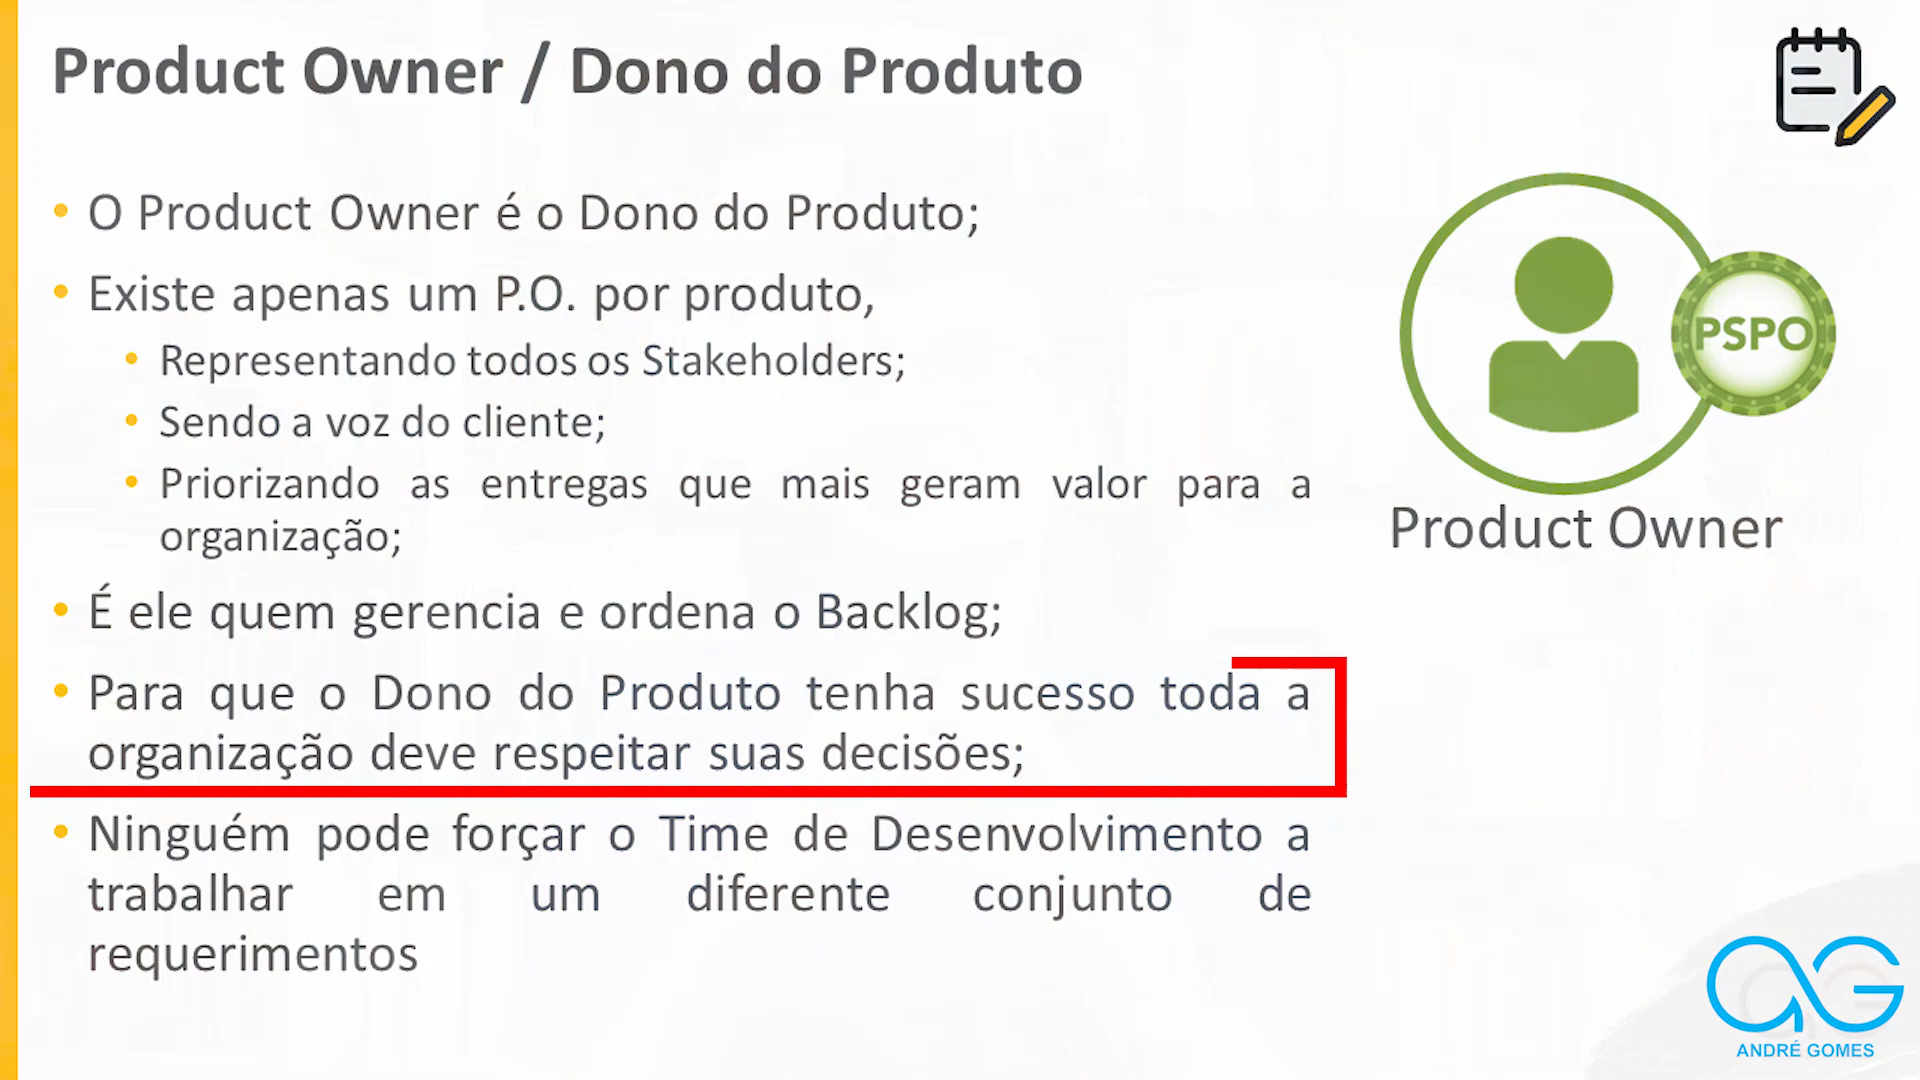 Product Owner / Dono do Produto
• O Product Owner é o Dono do Produto;
• Existe apenas um P.O. por produto,
• Representando todos os Stakeholders;
• Sendo a voz do cliente;
• Priorizando as entregas que mais geram valor para a
organização;
• É ele quem gerencia e ordena o Backlog;
• Para que o Dono do Produto tenha sucesso toda a
organização deve respeitar suas decisões;
• Ninguém pode forçar o Time de Desenvolvimento a
trabalhar em um diferente conjunto de
requerimentos
PSPO
Product Owner
AG
ANDRÉ GOMES